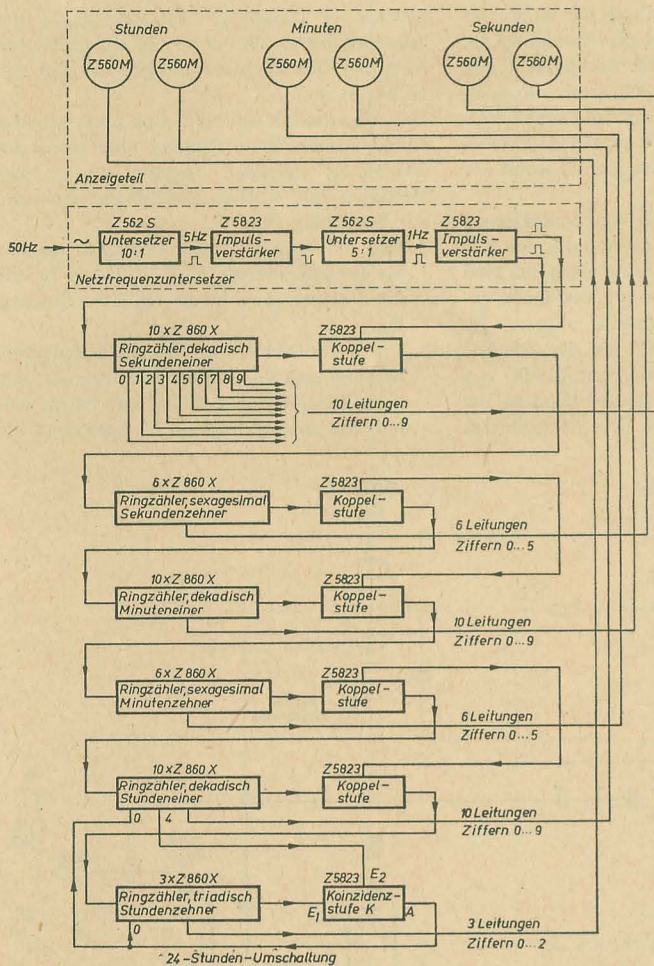 Stunden Minuten Sekunden
Z560M Z560M Z560M Z560M Z560M Z560M
Anzeigeteil
Z 562 S Z 5823 Z 562 S Z 5823
50Hz ~ Untersetzer 5Hz Impuls- Untersetzer 1Hz Impuls-
10:1 verstärker 5:1 verstärker
Netzfrequenzuntersetzer
10 x Z 860 X Z 5823
Ringzähler, dekadisch Koppel-
Sekundeneiner stufe
0 1 2 3 4 5 6 7 8 9
10 Leitungen
Ziffern 0...9
6 x Z 860 X Z 5823
Ringzähler, sexagesimal Koppel-
Sekundenzehner stufe
6 Leitungen
Ziffern 0...5
10 x Z 860 X Z 5823
Ringzähler, dekadisch Koppel-
Minuteneiner stufe
10 Leitungen
Ziffern 0...9
6 x Z 860 X Z 5823
Ringzähler, sexagesimal Koppel-
Minutenzehner stufe
6 Leitungen
Ziffern 0...5
10 x Z 860 X Z 5823
Ringzähler, dekadisch Koppel-
Stundeneiner stufe
0 4
10 Leitungen
Ziffern 0...9
3 x Z 860 X Z 5823 E2
Ringzähler, triadisch Koinzidenz-
Stundenzehner E1 stufe K A
0
3 Leitungen
Ziffern 0...2
24-Stunden-Umschaltung